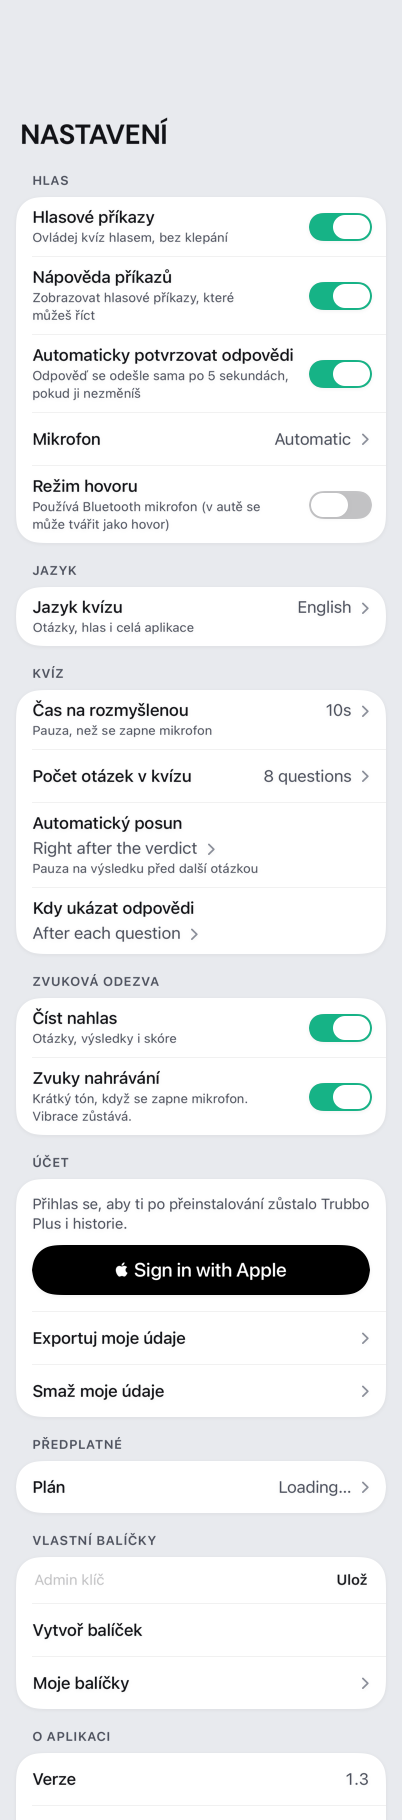 NASTAVENÍ
HLAS
Hlasové příkazy
Ovládej kvíz hlasem, bez klepání
Nápověda příkazů
Zobrazovat hlasové příkazy, které
můžeš říct
Automaticky potvrzovat odpovědi
Odpověď se odešle sama po 5 sekundách,
pokud ji nezměníš
Mikrofon Automatic
Režim hovoru
Používá Bluetooth mikrofon (v autě se
může tvářit jako hovor)
JAZYK
Jazyk kvízu English
Otázky, hlas i celá aplikace
KVÍZ
Čas na rozmyšlenou 10s
Pauza, než se zapne mikrofon
Počet otázek v kvízu 8 questions
Automatický posun
Right after the verdict
Pauza na výsledku před další otázkou
Kdy ukázat odpovědi
After each question
ZVUKOVÁ ODEZVA
Číst nahlas
Otázky, výsledky i skóre
Zvuky nahrávání
Krátký tón, když se zapne mikrofon.
Vibrace zůstává.
ÚČET
Přihlas se, aby ti po přeinstalování zůstalo Trubbo
Plus i historie.
Sign in with Apple
Exportuj moje údaje
Smaž moje údaje
PŘEDPLATNÉ
Plán Loading...
VLASTNÍ BALÍČKY
Admin klíč Ulož
Vytvoř balíček
Moje balíčky
O APLIKACI
Verze 1.3